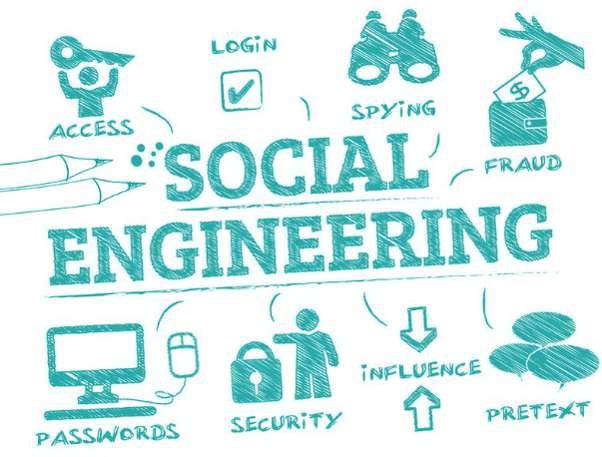 LOGiN
SPYiNG
ACCESS
FRAUD
$
SOCIAL
ENGINEERING
PASSWORDS
SECURiTY
iNFLUENCE
PRETEXT